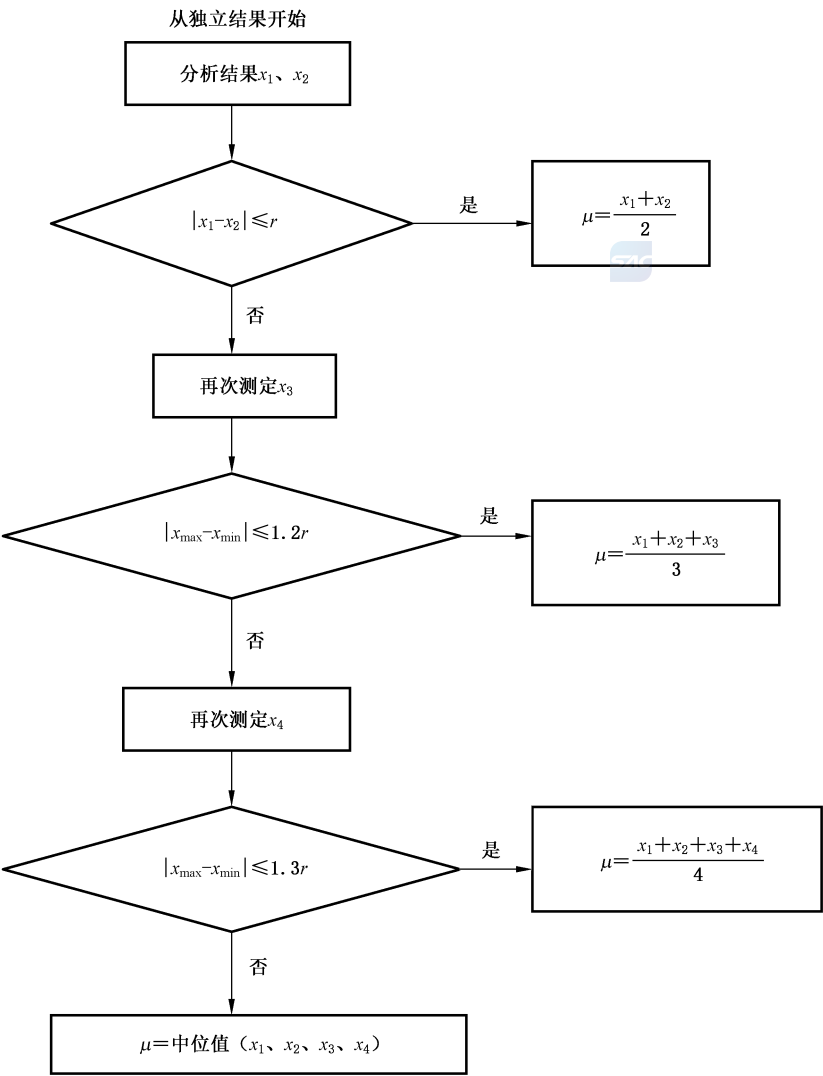 从独立结果开始
分析结果x₁、x₂
|x₁-x₂|≤r
是
μ=(x₁+x₂)/2
否
再次测定x₃
|xmax-xmin|≤1.2r
是
μ=(x₁+x₂+x₃)/3
否
再次测定x₄
|xmax-xmin|≤1.3r
是
μ=(x₁+x₂+x₃+x₄)/4
否
μ=中位值（x₁、x₂、x₃、x₄）
SAC